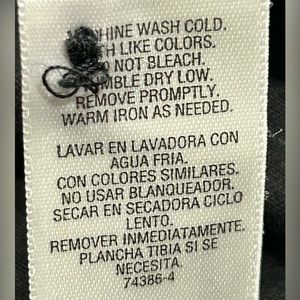 CHINE WASH COLD.
H LIKE COLORS.
O NOT BLEACH.
MBLE DRY LOW.
REMOVE PROMPTLY.
WARM IRON AS NEEDED.
LAVAR EN LAVADORA CON
AGUA FRIA.
CON COLORES SIMILARES.
NO USAR BLANQUEADOR.
SECAR EN SECADORA CICLO
LENTO.
REMOVER INMEDIATAMENTE.
PLANCHA TIBIA SI SE
NECESITA.
74386-4